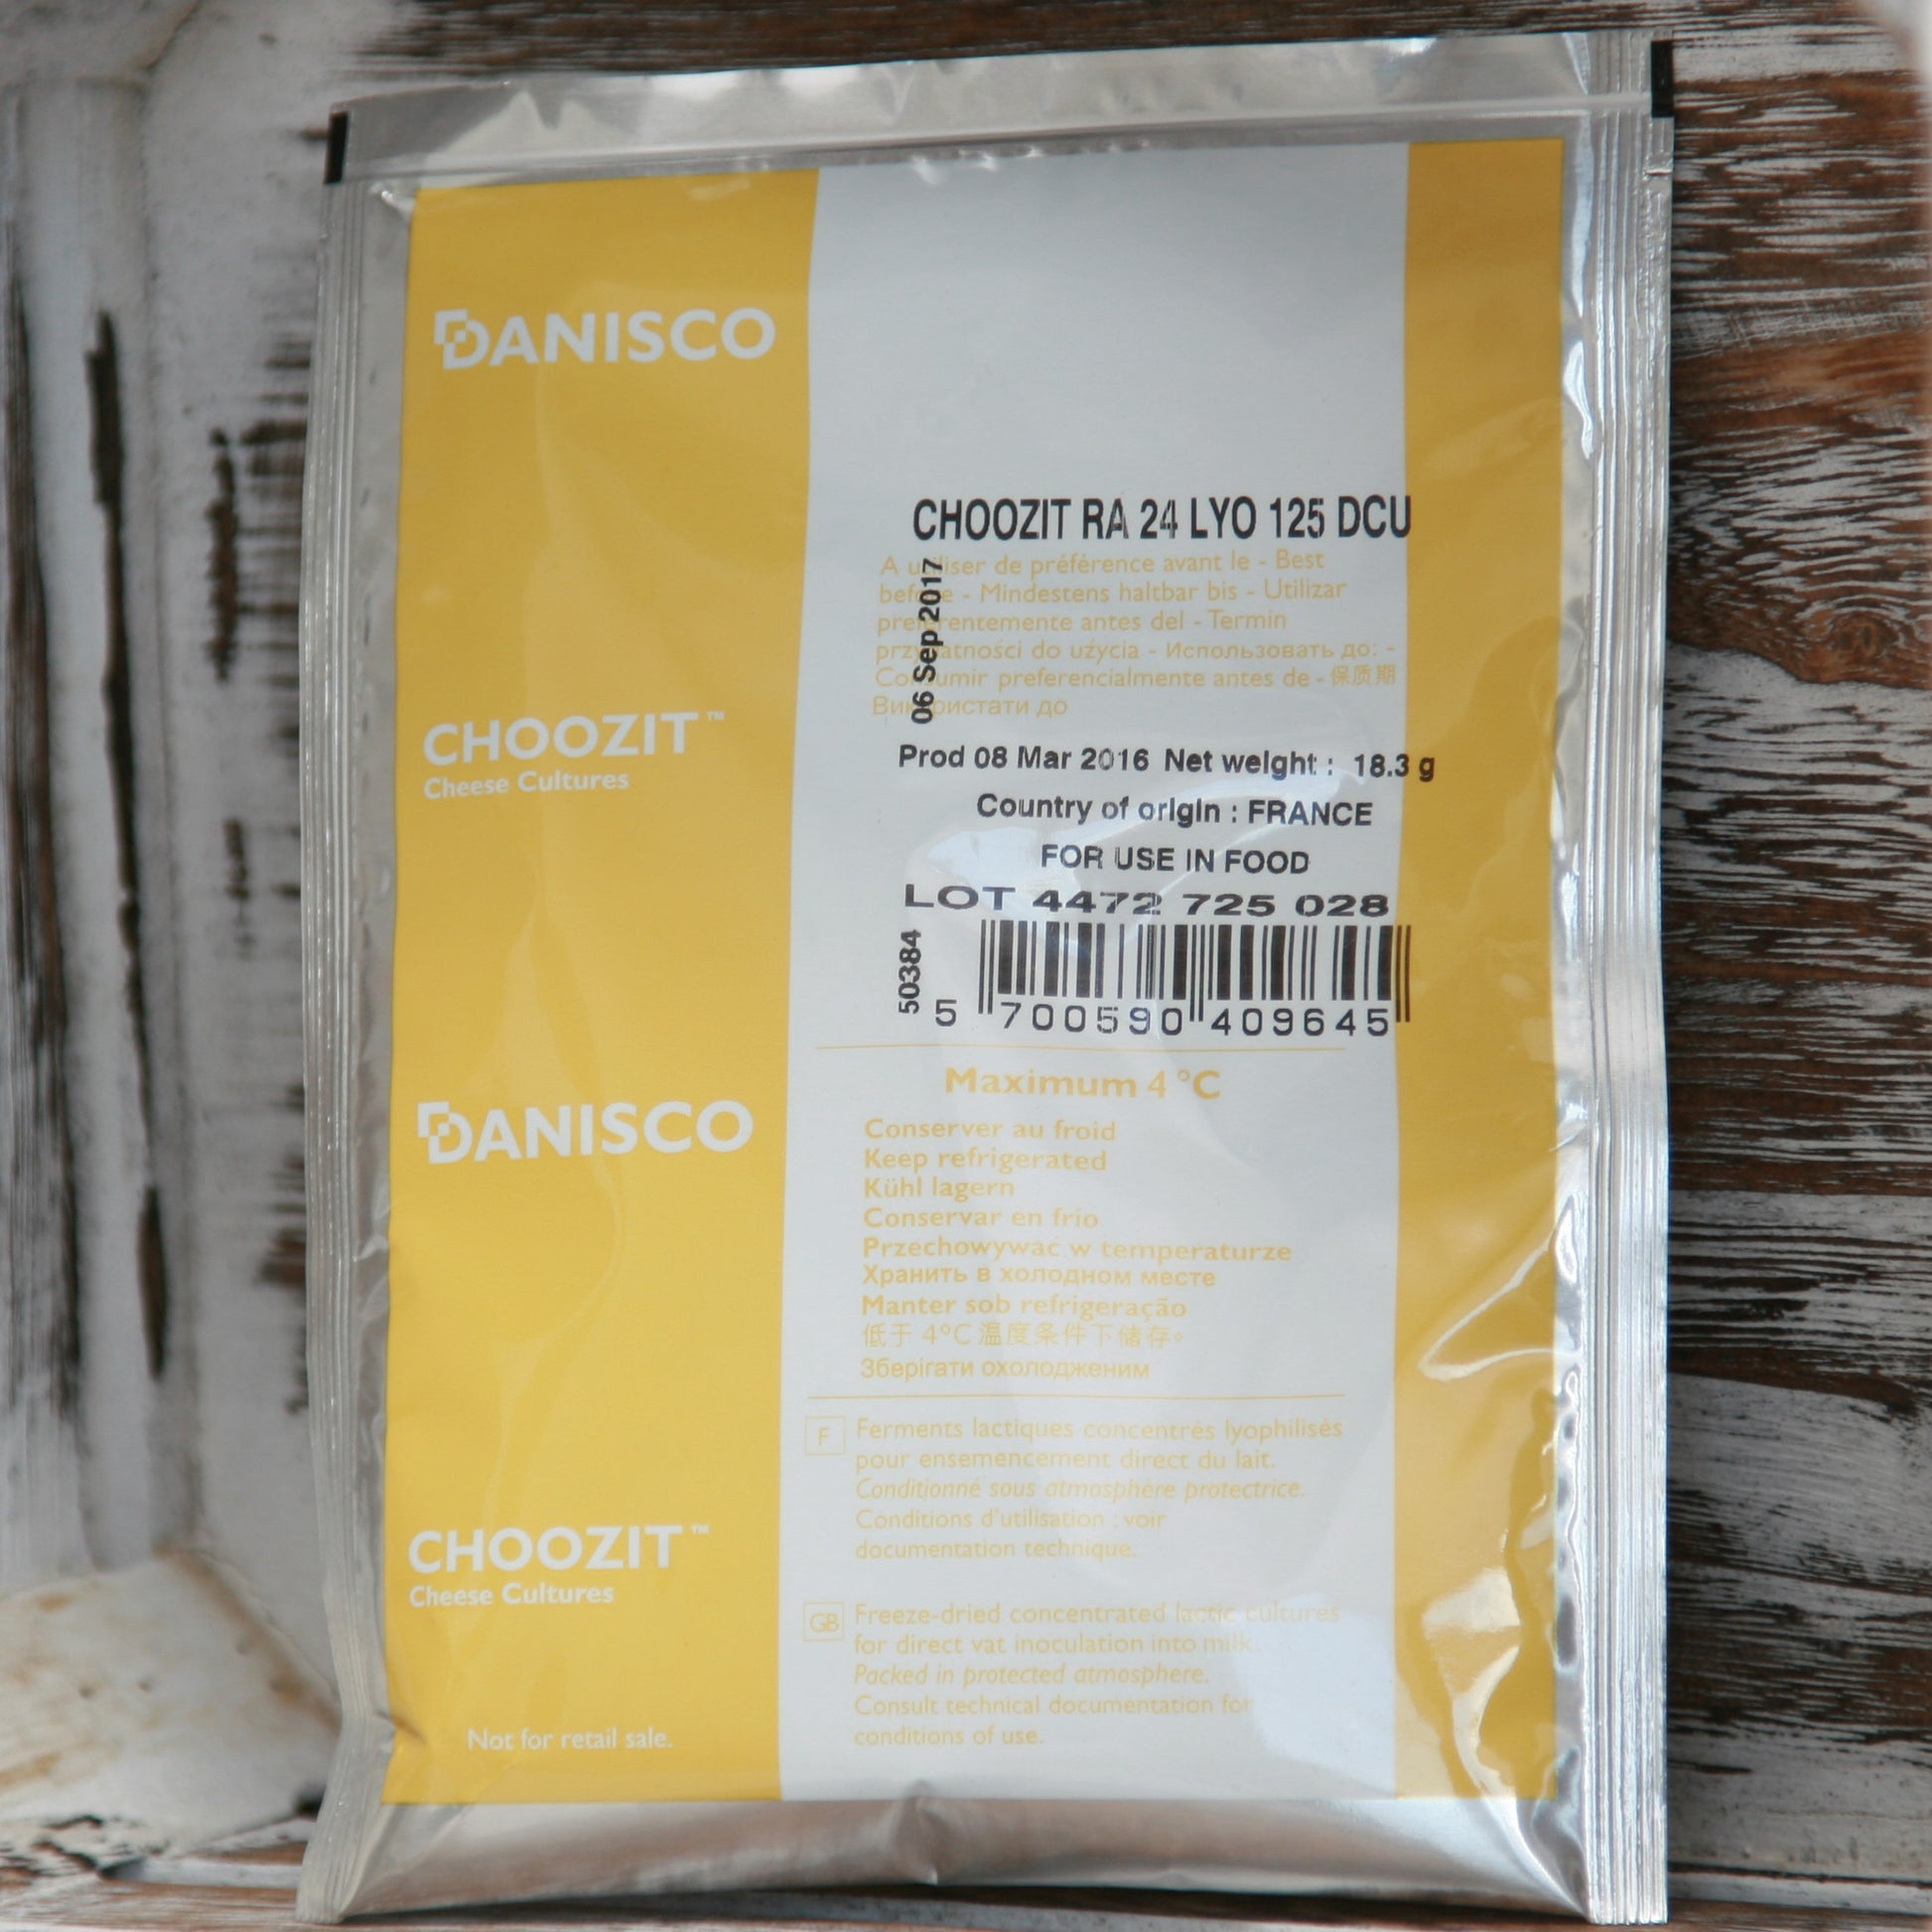 DANISCO
CHOOZIT™
Cheese Cultures
DANISCO
CHOOZIT™
Cheese Cultures
Not for retail sale.
CHOOZIT RA 24 LYO 125 DCU
A utiliser de préférence avant le - Best
before - Mindestens haltbar bis - Utilizar
preferentemente antes del - Termin
przydatności do użycia - Использовать до: -
Consumir preferencialmente antes de - 保质期
Використати до
06 Sep 2017
Prod 08 Mar 2016 Net weight : 18.3 g
Country of origin : FRANCE
FOR USE IN FOOD
LOT 4472 725 028
50384
5 700590 409645
Maximum 4 °C
Conserver au froid
Keep refrigerated
Kühl lagern
Conservar en frío
Przechowywać w temperaturze
Хранить в холодном месте
Manter sob refrigeração
低于 4°C 温度条件下储存。
Зберігати охолодженим
F
Ferments lactiques concentrés lyophilisés
pour ensemencement direct du lait.
Conditionné sous atmosphère protectrice.
Conditions d'utilisation : voir
documentation technique.
GB
Freeze-dried concentrated lactic cultures
for direct vat inoculation into milk.
Packed in protected atmosphere.
Consult technical documentation for
conditions of use.